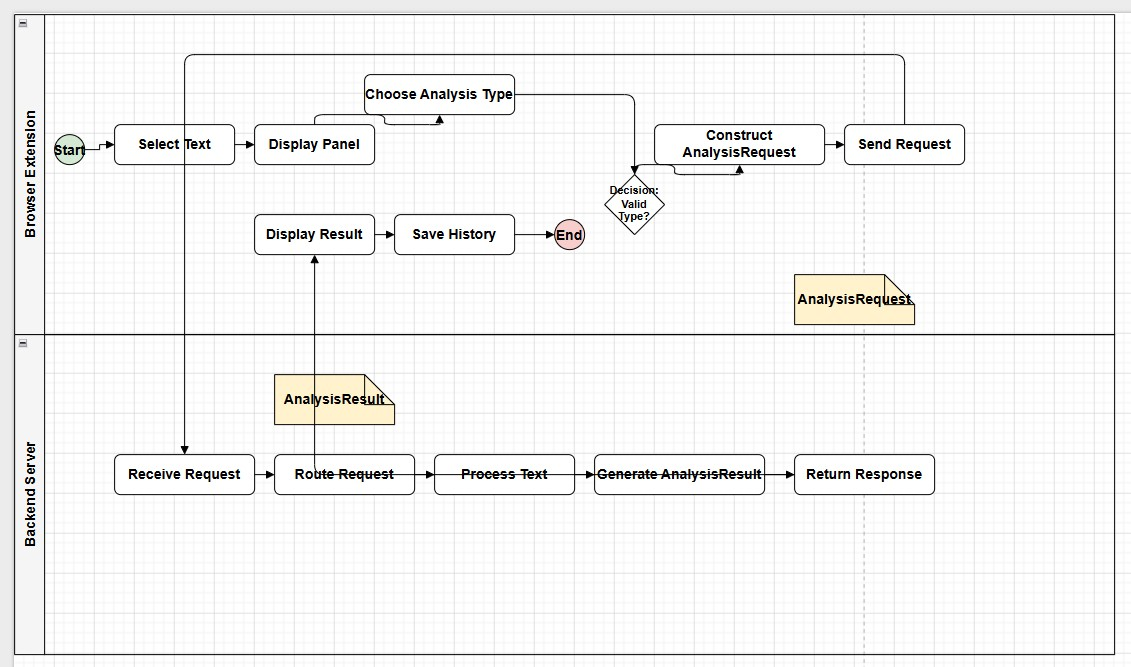 Browser Extension
Choose Analysis Type
Start
Select Text
Display Panel
Construct
AnalysisRequest
Send Request
Decision:
Valid
Type?
Display Result
Save History
End
AnalysisRequest
Backend Server
AnalysisResult
Receive Request
Route Request
Process Text
Generate AnalysisResult
Return Response